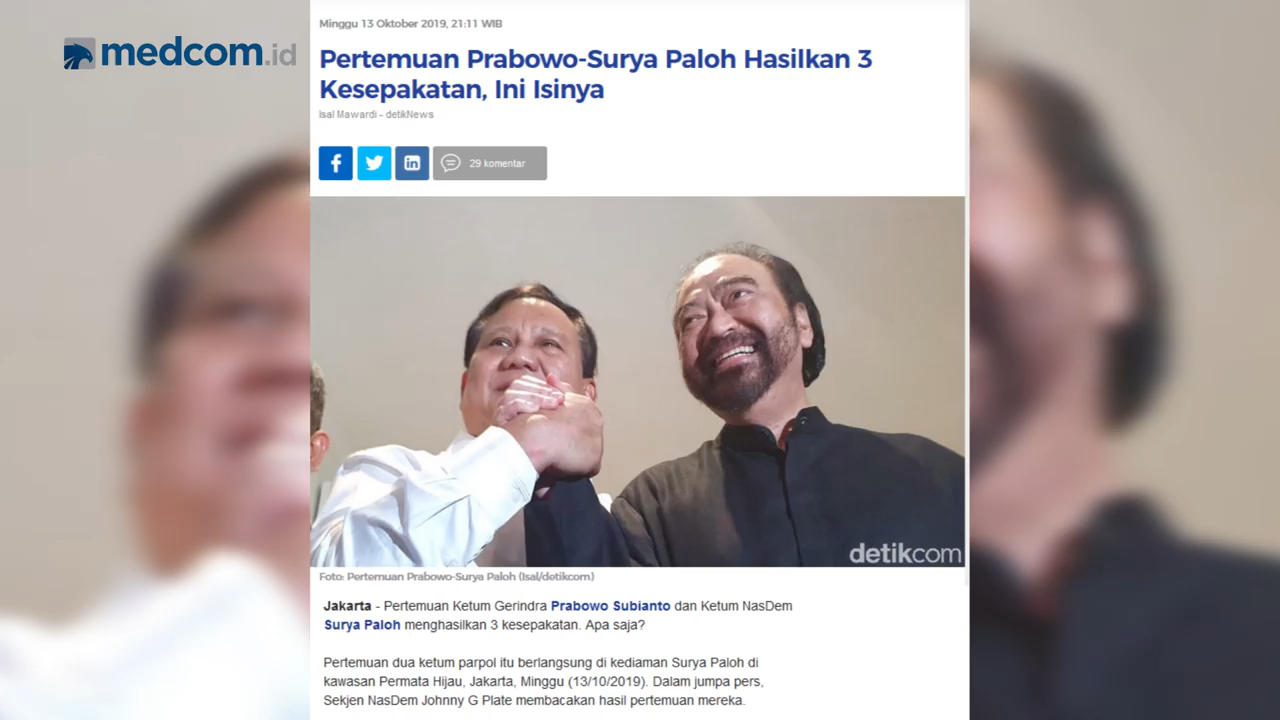 medcom.id
Minggu 13 Oktober 2019, 21:11 WIB
Pertemuan Prabowo-Surya Paloh Hasilkan 3
Kesepakatan, Ini Isinya
Isal Mawardi - detikNews
29 komentar
detikcom
Foto: Pertemuan Prabowo-Surya Paloh (Isal/detikcom)
Jakarta - Pertemuan Ketum Gerindra Prabowo Subianto dan Ketum NasDem
Surya Paloh menghasilkan 3 kesepakatan. Apa saja?
Pertemuan dua ketum parpol itu berlangsung di kediaman Surya Paloh di
kawasan Permata Hijau, Jakarta, Minggu (13/10/2019). Dalam jumpa pers,
Sekjen NasDem Johnny G Plate membacakan hasil pertemuan mereka.